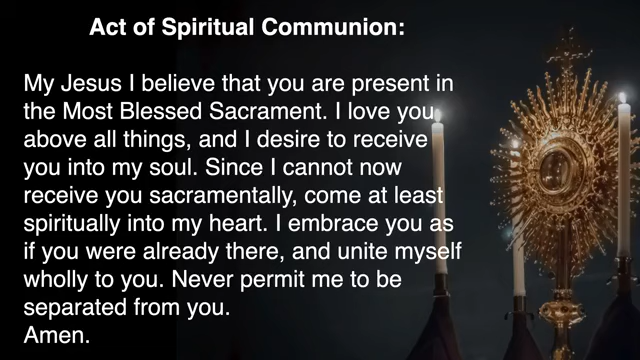 Act of Spiritual Communion:
My Jesus I believe that you are present in
the Most Blessed Sacrament. I love you
above all things, and I desire to receive
you into my soul. Since I cannot now
receive you sacramentally, come at least
spiritually into my heart. I embrace you as
if you were already there, and unite myself
wholly to you. Never permit me to be
separated from you.
Amen.